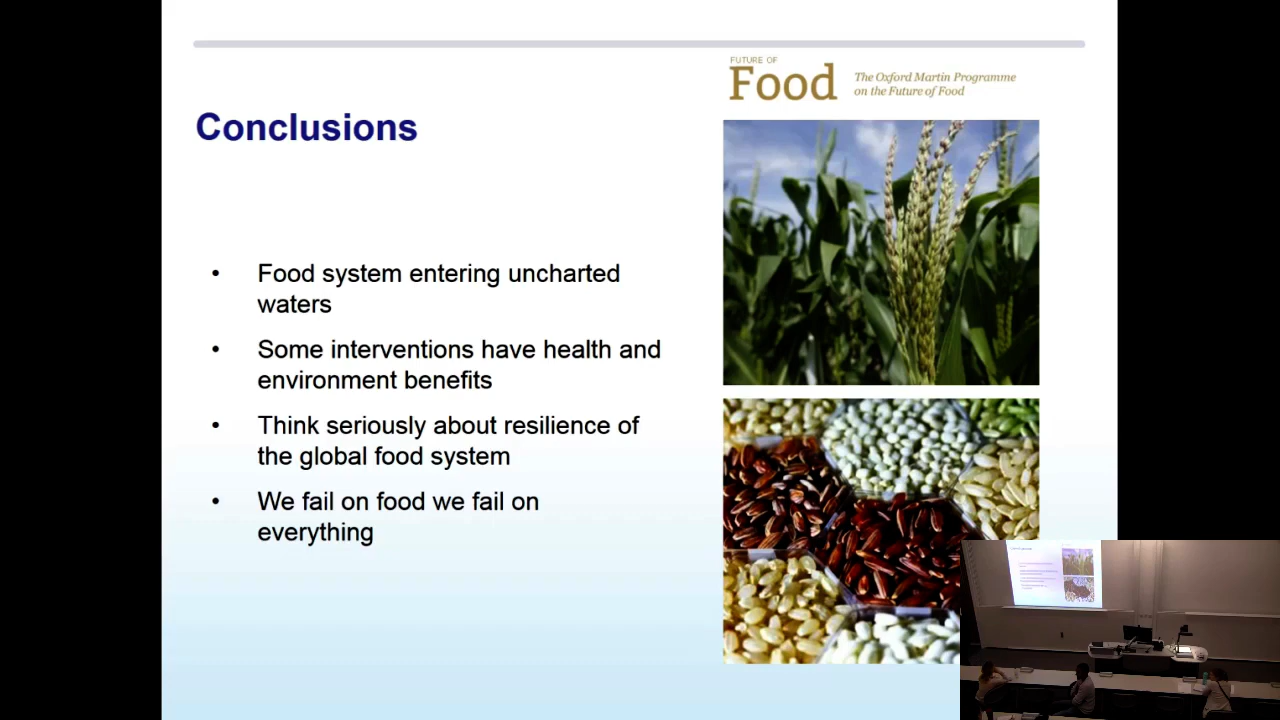 FUTURE OF
Food
The Oxford Martin Programme
on the Future of Food
Conclusions
• Food system entering uncharted
waters
• Some interventions have health and
environment benefits
• Think seriously about resilience of
the global food system
• We fail on food we fail on
everything